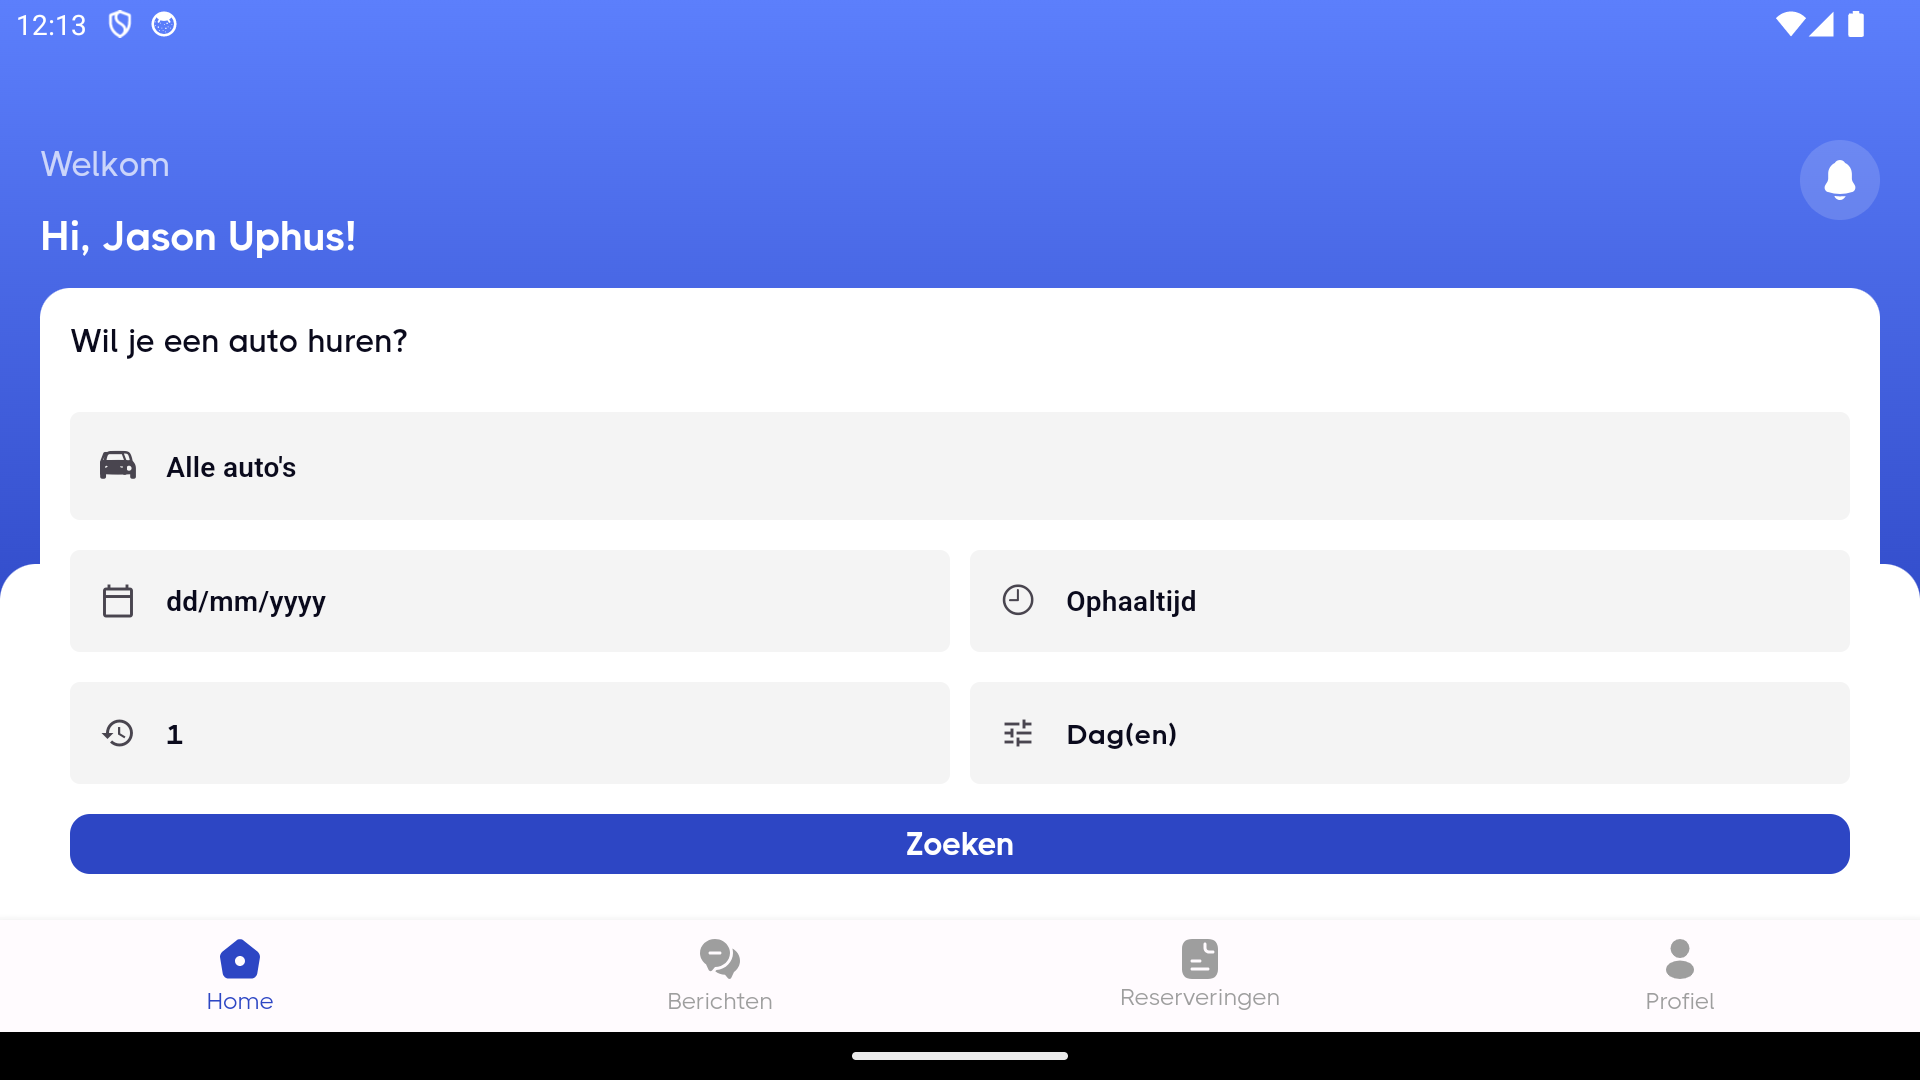 12:13
Welkom
Hi, Jason Uphus!
Wil je een auto huren?
Alle auto's
dd/mm/yyyy
Ophaaltijd
1
Dag(en)
Zoeken
Home
Berichten
Reserveringen
Profiel